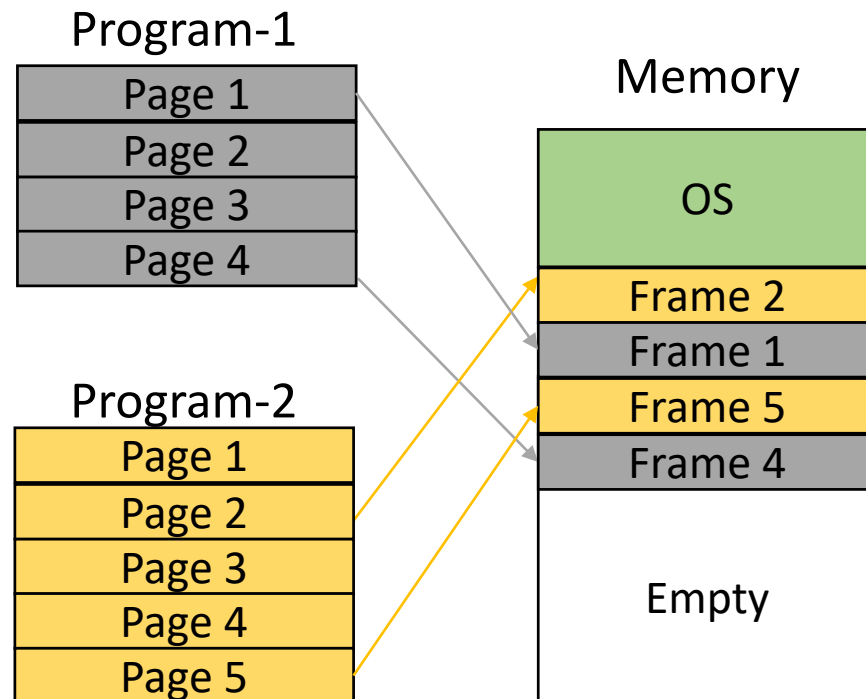 Program-1
Page 1
Page 2
Page 3
Page 4
Program-2
Page 1
Page 2
Page 3
Page 4
Page 5
Memory
OS
Frame 2
Frame 1
Frame 5
Frame 4
Empty